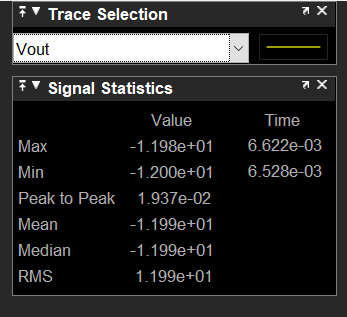 Trace Selection
Vout
Signal Statistics
Value Time
Max -1.198e+01 6.622e-03
Min -1.200e+01 6.528e-03
Peak to Peak 1.937e-02
Mean -1.199e+01
Median -1.199e+01
RMS 1.199e+01